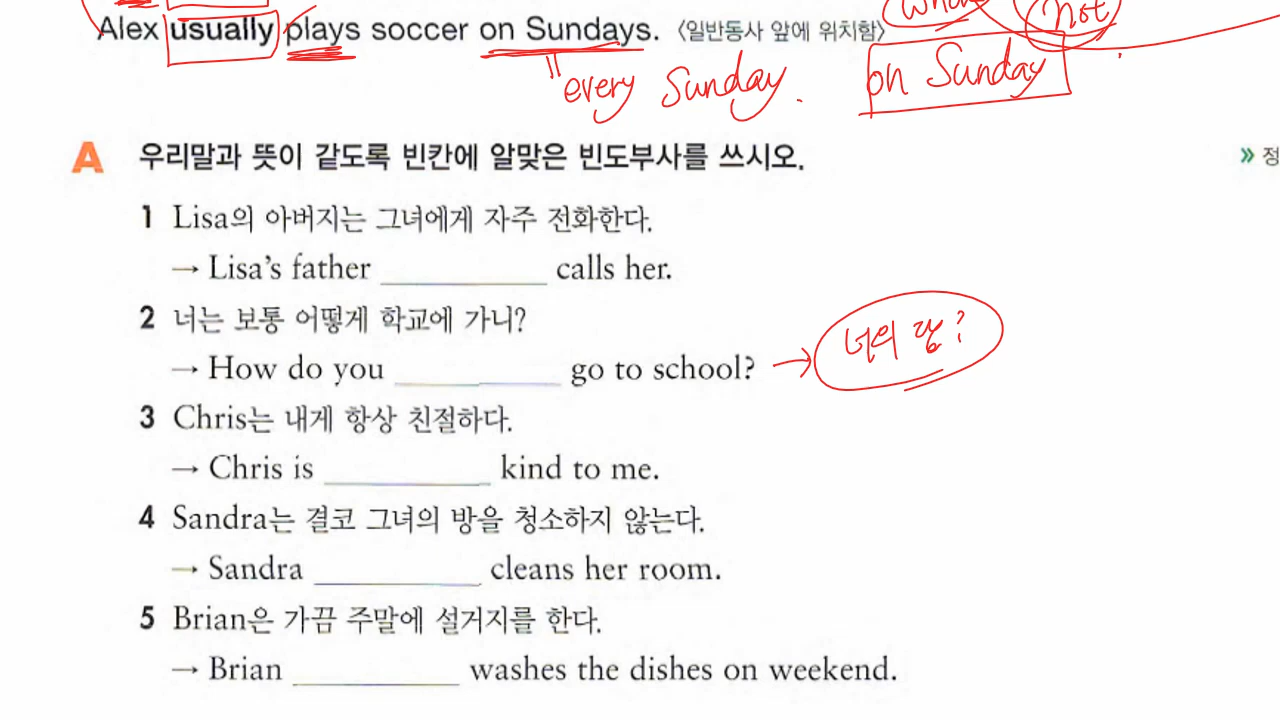 Alex usually plays soccer on Sundays. 〈일반동사 앞에 위치함〉
not
every Sunday.
on Sunday
A 우리말과 뜻이 같도록 빈칸에 알맞은 빈도부사를 쓰시오.
» 정
1 Lisa의 아버지는 그녀에게 자주 전화한다.
→ Lisa's father ________ calls her.
2 너는 보통 어떻게 학교에 가니?
→ How do you ________ go to school? → 너의 답?
3 Chris는 내게 항상 친절하다.
→ Chris is ________ kind to me.
4 Sandra는 결코 그녀의 방을 청소하지 않는다.
→ Sandra ________ cleans her room.
5 Brian은 가끔 주말에 설거지를 한다.
→ Brian ________ washes the dishes on weekend.